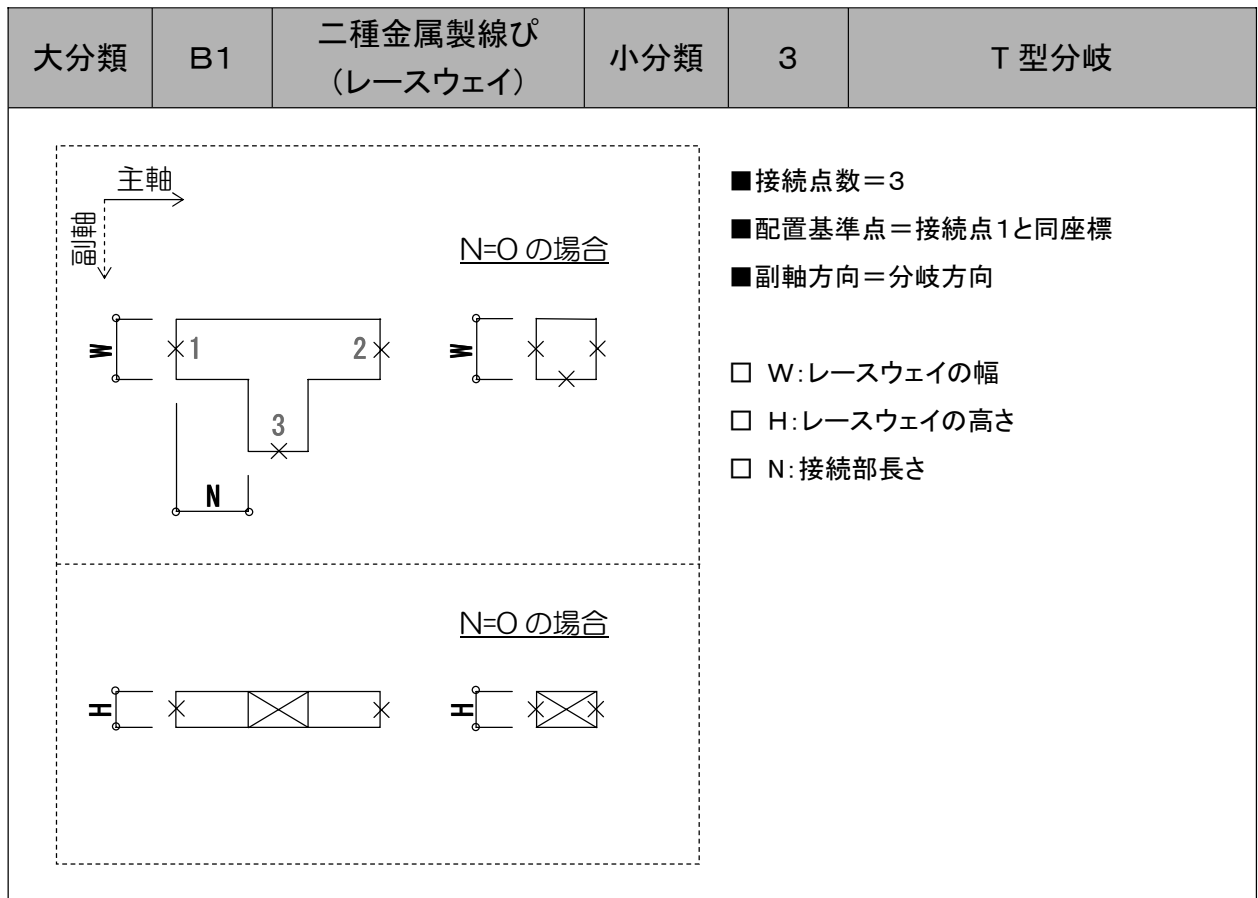 大分類 B1 二種金属製線ぴ(レースウェイ) 小分類 3 T型分岐
主軸
副軸
N=0の場合
W 1 2 W
3
N
N=0の場合
H H
■接続点数=3
■配置基準点=接続点1と同座標
■副軸方向=分岐方向
□ W:レースウェイの幅
□ H:レースウェイの高さ
□ N:接続部長さ